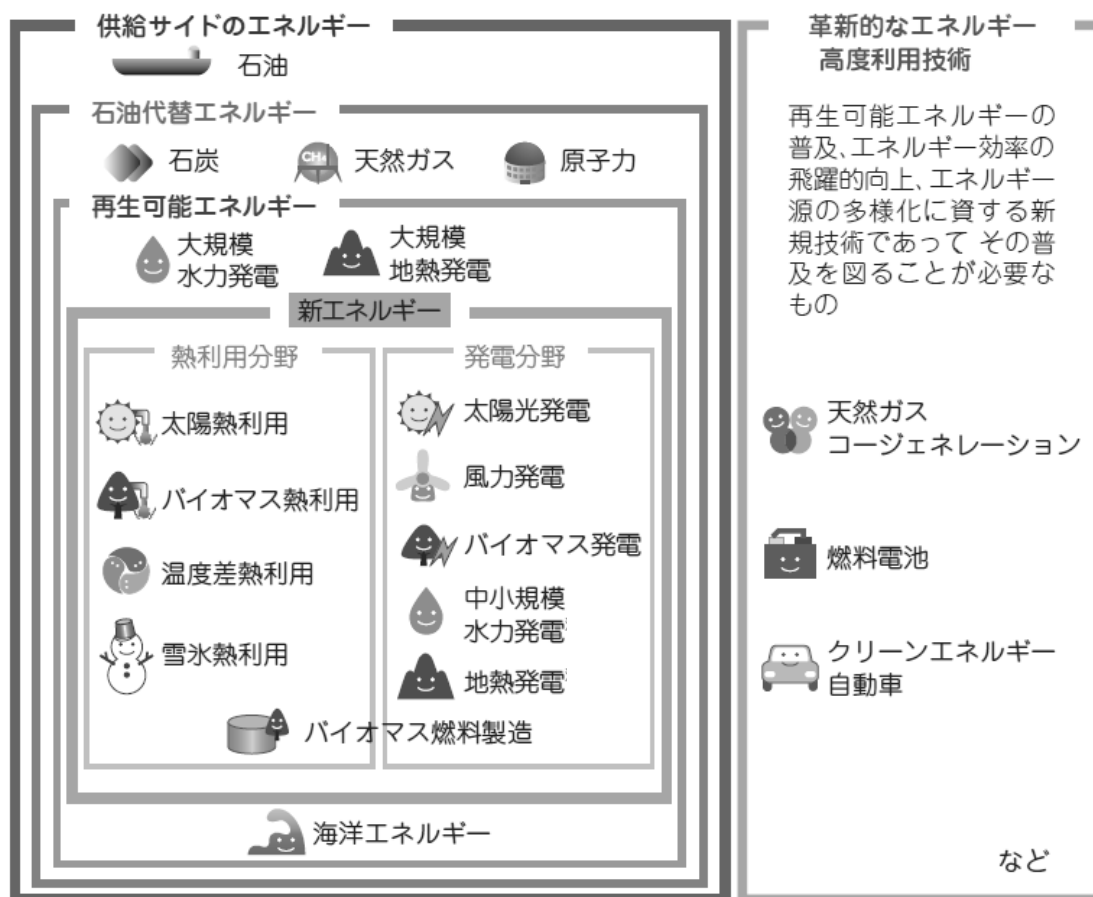 供給サイドのエネルギー
石油
石油代替エネルギー
石炭
CH4
天然ガス
原子力
再生可能エネルギー
大規模
水力発電
大規模
地熱発電
新エネルギー
熱利用分野
太陽熱利用
バイオマス熱利用
温度差熱利用
雪氷熱利用
発電分野
太陽光発電
風力発電
バイオマス発電
中小規模
水力発電
地熱発電
バイオマス燃料製造
海洋エネルギー
革新的なエネルギー
高度利用技術
再生可能エネルギーの
普及、エネルギー効率の
飛躍的向上、エネルギー
源の多様化に資する新
規技術であって その普
及を図ることが必要な
もの
天然ガス
コージェネレーション
燃料電池
クリーンエネルギー
自動車
など